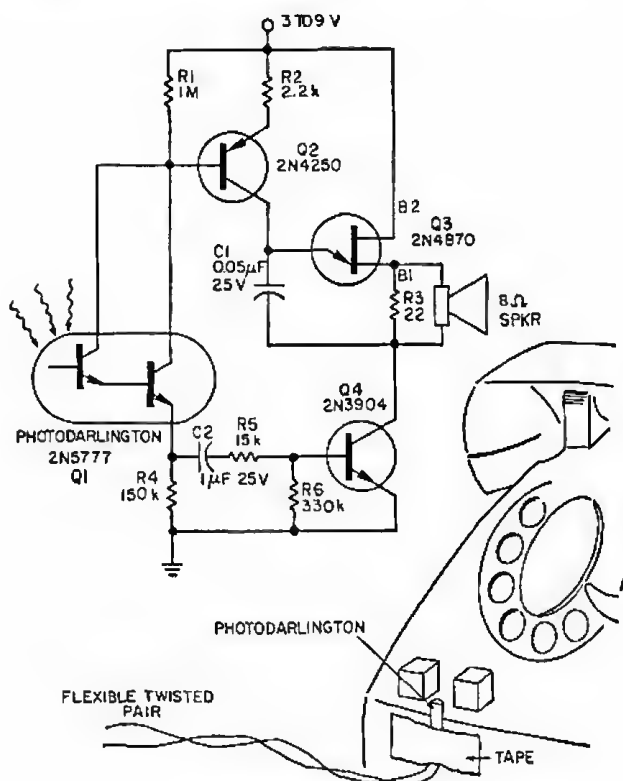 3 TO 9 V
R1
1M
R2
2.2k
Q2
2N4250
B2
Q3
2N4870
C1
0.05µF
25V
B1
R3
22
8Ω
SPKR
Q4
2N3904
PHOTODARLINGTON
2N5777
Q1
C2
1µF 25V
R5
15k
R4
150k
R6
330k
PHOTODARLINGTON
FLEXIBLE TWISTED
PAIR
TAPE